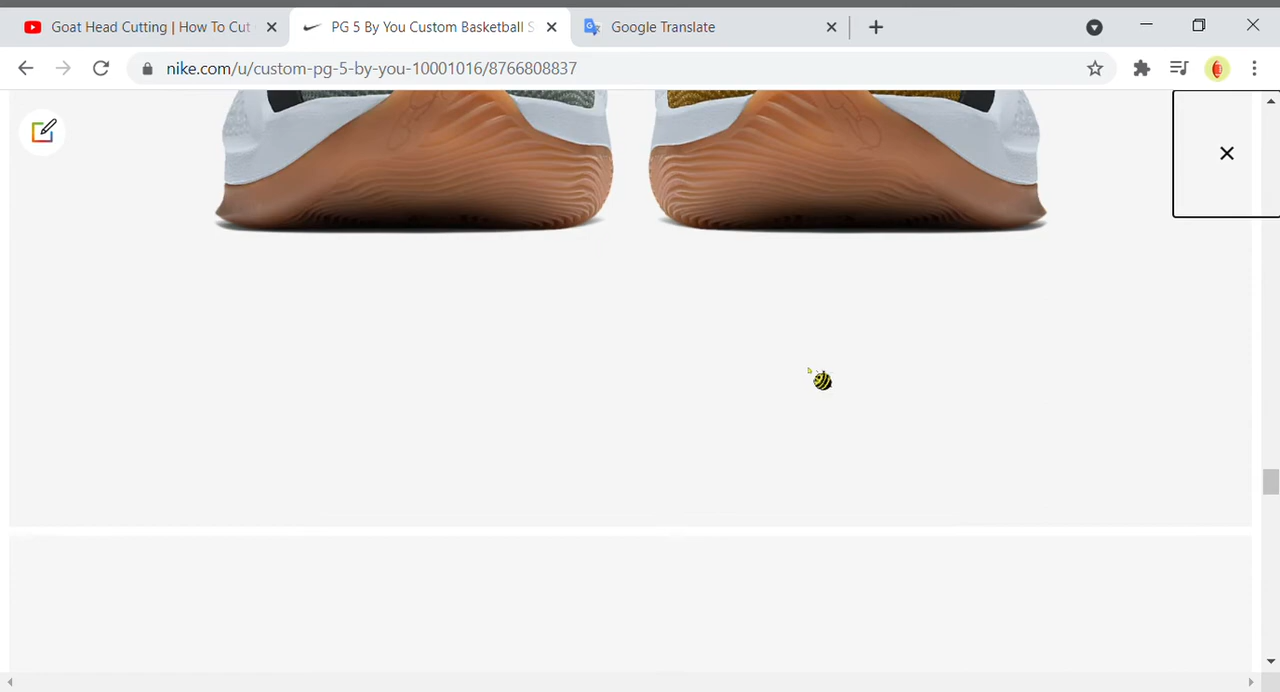 Goat Head Cutting | How To Cut
PG 5 By You Custom Basketball S
Google Translate
nike.com/u/custom-pg-5-by-you-10001016/8766808837